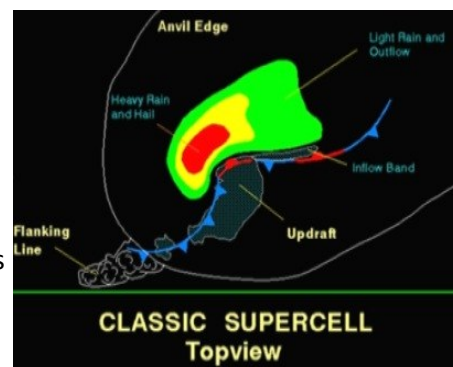 Anvil Edge
Light Rain and
Outflow
Heavy Rain
and Hail
Inflow Band
Updraft
Flanking
Line
s
CLASSIC SUPERCELL
Topview